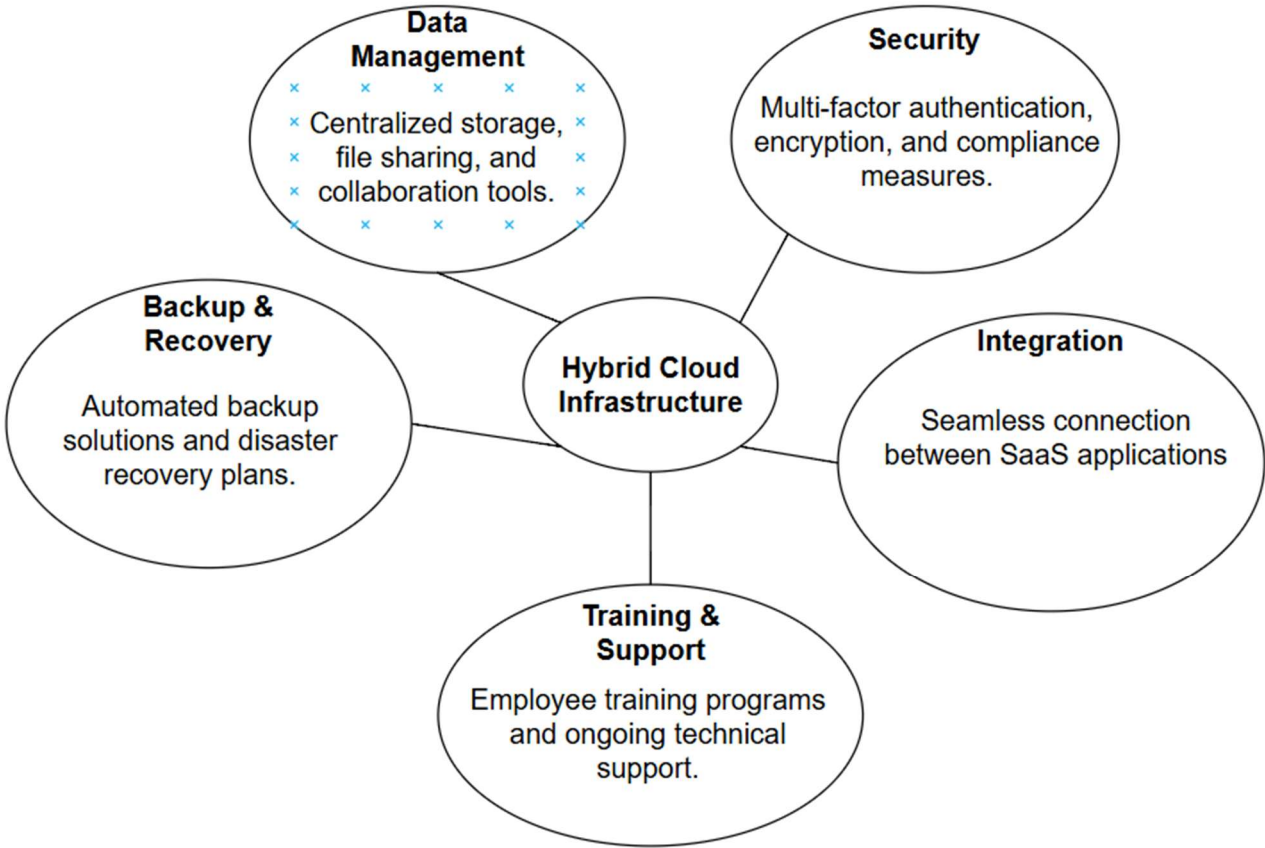 Data
Management
Centralized storage,
file sharing, and
collaboration tools.
Security
Multi-factor authentication,
encryption, and compliance
measures.
Backup &
Recovery
Automated backup
solutions and disaster
recovery plans.
Hybrid Cloud
Infrastructure
Integration
Seamless connection
between SaaS applications
Training &
Support
Employee training programs
and ongoing technical
support.